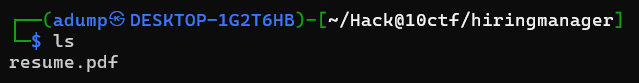 ┌──(adump㉿DESKTOP-1G2T6HB)-[~/Hack@10ctf/hiringmanager]
└─$ ls
resume.pdf